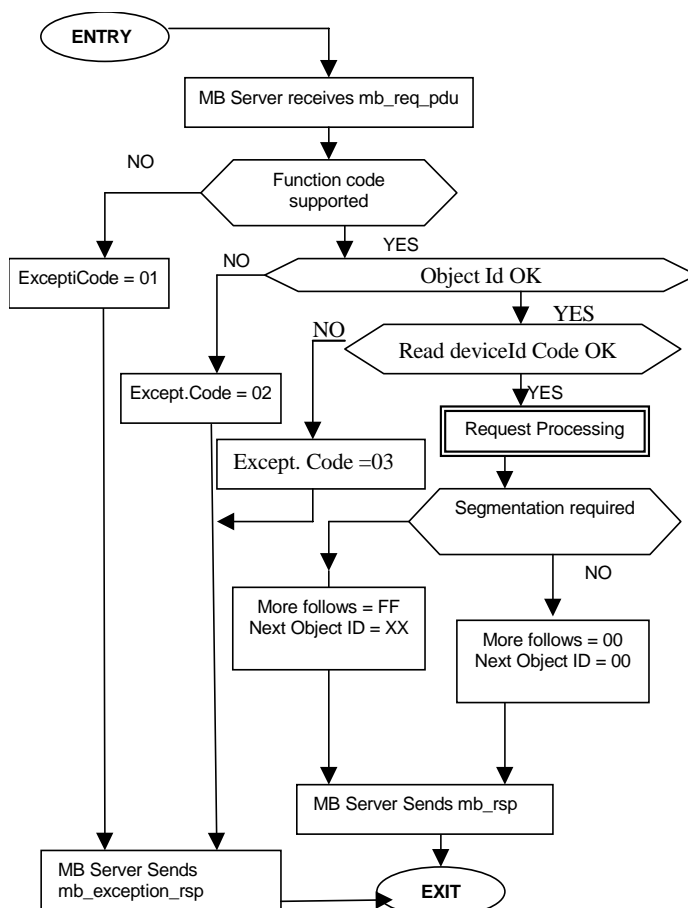 ENTRY
MB Server receives mb_req_pdu
NO
Function code
supported
YES
NO
ExceptiCode = 01
Object Id OK
YES
NO
Read deviceId Code OK
Except.Code = 02
YES
Request Processing
Except. Code =03
Segmentation required
NO
More follows = FF
Next Object ID = XX
More follows = 00
Next Object ID = 00
MB Server Sends mb_rsp
MB Server Sends
mb_exception_rsp
EXIT